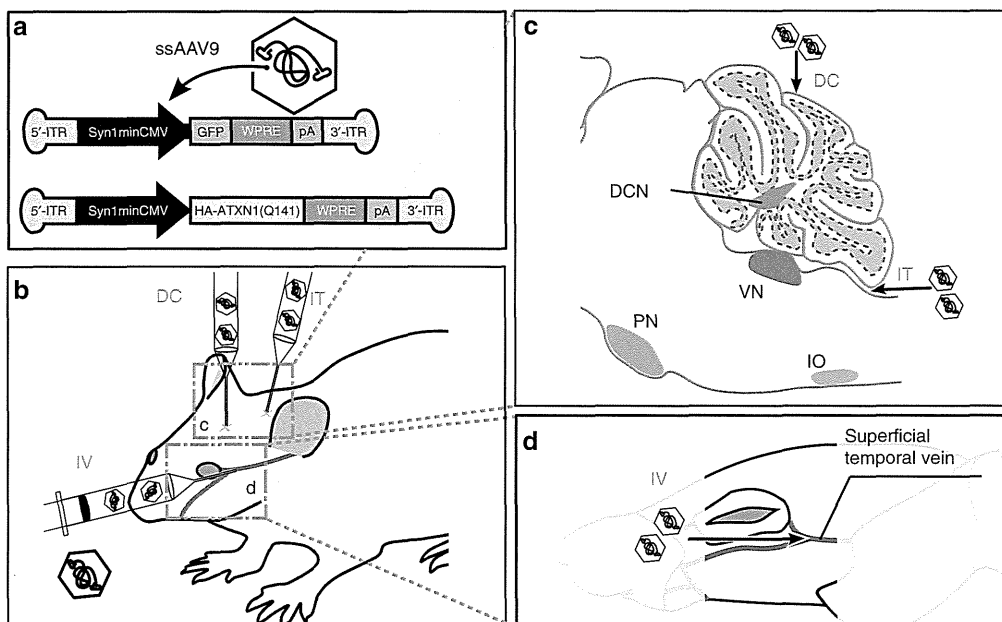 a
ssAAV9
5′-ITR Syn1minCMV GFP WPRE pA 3′-ITR
5′-ITR Syn1minCMV HA-ATXN1(Q141) WPRE pA 3′-ITR
b
DC
IT
c
IV
d
c
DC
DCN
IT
VN
PN
IO
d
Superficial
temporal vein
IV